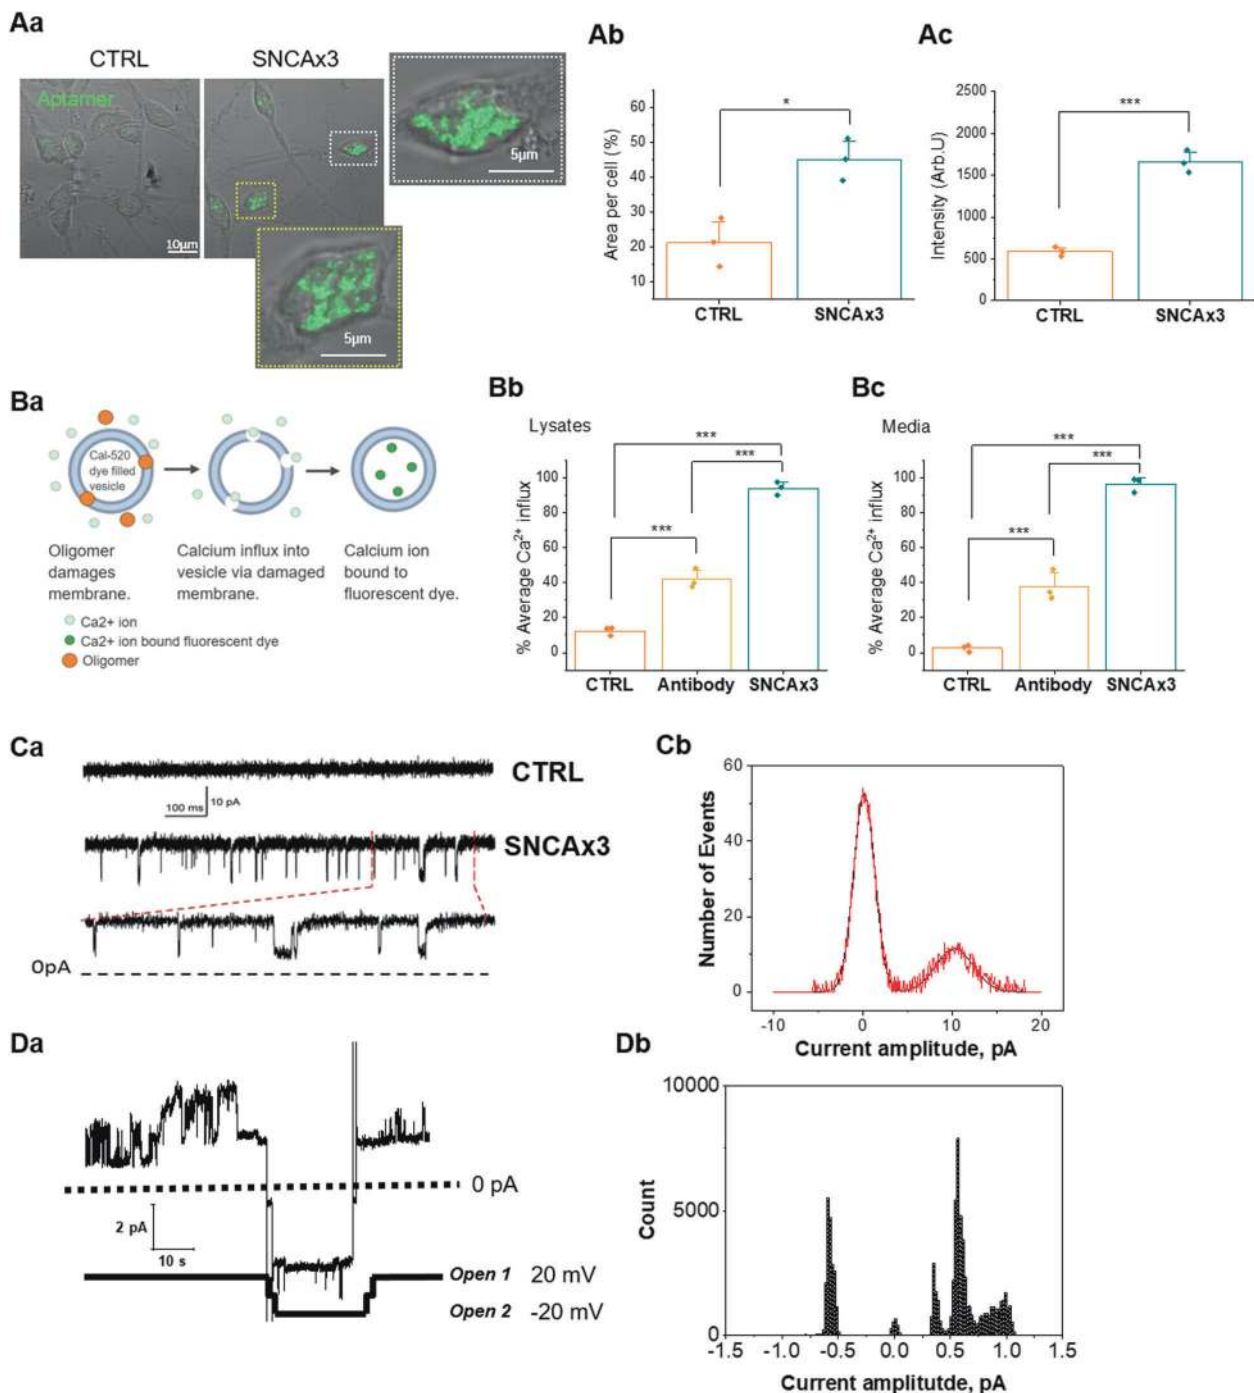 Aa
CTRL
SNCAx3
Aptamer
10μm
5μm
5μm
Ab
*
Area per cell (%)
60
50
40
30
20
10
CTRL
SNCAx3
Ac
***
Intensity (Arb.U)
2500
2000
1500
1000
500
0
CTRL
SNCAx3
Ba
Cal-520
dye filled
vesicle
Oligomer
damages
membrane.
Calcium influx into
vesicle via damaged
membrane.
Calcium ion
bound to
fluorescent dye.
Ca2+ ion
Ca2+ ion bound fluorescent dye
Oligomer
Bb
Lysates
***
***
***
% Average Ca²⁺ influx
100
80
60
40
20
0
CTRL
Antibody
SNCAx3
Bc
Media
***
***
***
% Average Ca²⁺ influx
100
80
60
40
20
0
CTRL
Antibody
SNCAx3
Ca
CTRL
100 ms
10 pA
SNCAx3
0pA
Cb
Number of Events
60
40
20
0
-10
0
10
20
Current amplitude, pA
Da
0 pA
2 pA
10 s
Open 1 20 mV
Open 2 -20 mV
Db
Count
10000
5000
0
-1.5
-1.0
-0.5
0.0
0.5
1.0
1.5
Current amplitutde, pA